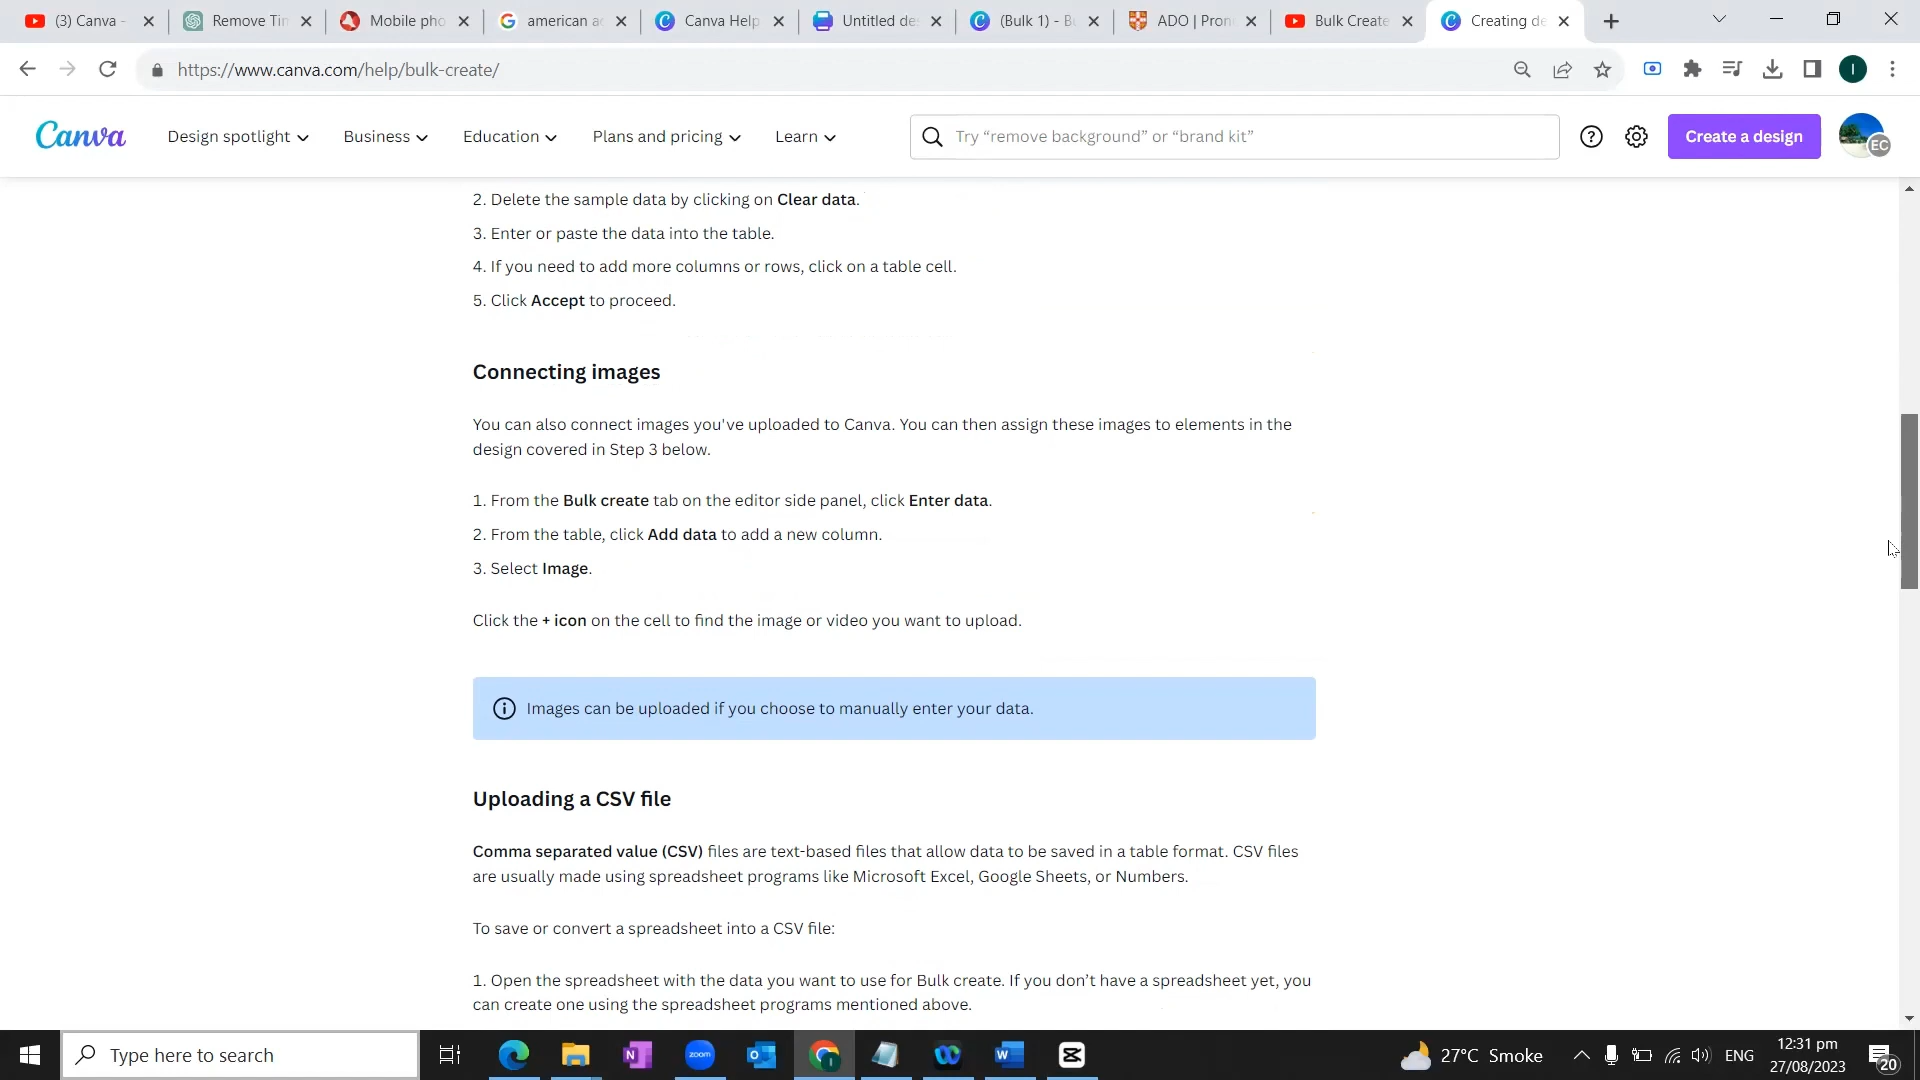 (3) Canva -
Remove Tim
Mobile pho
american ac
Canva Help
Untitled de
(Bulk 1) - B
ADO | Pron
Bulk Create
Creating de
https://www.canva.com/help/bulk-create/
I
Canva
Design spotlight
Business
Education
Plans and pricing
Learn
Try “remove background” or “brand kit”
Create a design
EC
2. Delete the sample data by clicking on Clear data.
3. Enter or paste the data into the table.
4. If you need to add more columns or rows, click on a table cell.
5. Click Accept to proceed.
Connecting images
You can also connect images you've uploaded to Canva. You can then assign these images to elements in the
design covered in Step 3 below.
1. From the Bulk create tab on the editor side panel, click Enter data.
2. From the table, click Add data to add a new column.
3. Select Image.
Click the + icon on the cell to find the image or video you want to upload.
Images can be uploaded if you choose to manually enter your data.
Uploading a CSV file
Comma separated value (CSV) files are text-based files that allow data to be saved in a table format. CSV files
are usually made using spreadsheet programs like Microsoft Excel, Google Sheets, or Numbers.
To save or convert a spreadsheet into a CSV file:
1. Open the spreadsheet with the data you want to use for Bulk create. If you don’t have a spreadsheet yet, you
can create one using the spreadsheet programs mentioned above.
Type here to search
zoom
27°C Smoke
ENG
12:31 pm
27/08/2023
20